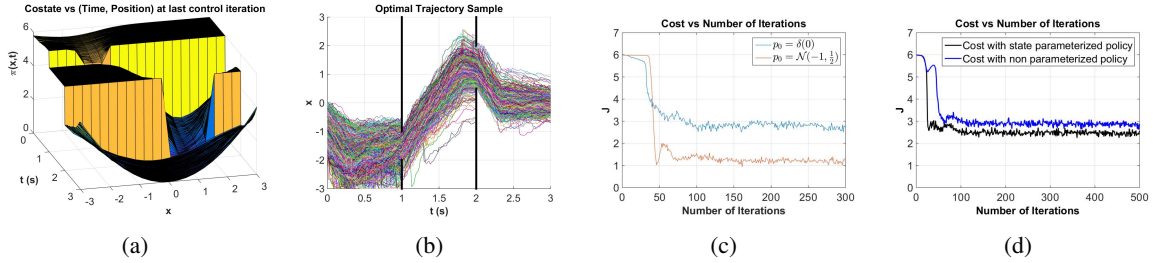 Costate vs (Time, Position) at last control iteration
π(x,t)
6
4
2
0
0
1
2
3
t (s)
-3
-2
-1
0
1
2
3
x
(a)
Optimal Trajectory Sample
x
3
2
1
0
-1
-2
-3
0
0.5
1
1.5
2
2.5
3
t (s)
(b)
Cost vs Number of Iterations
J
7
6
5
4
3
2
1
0
p₀ = δ(0)
p₀ = 𝒩(-1, ½)
0
50
100
150
200
250
300
Number of Iterations
(c)
Cost vs Number of Iterations
J
7
6
5
4
3
2
1
0
Cost with state parameterized policy
Cost with non parameterized policy
0
100
200
300
400
500
Number of Iterations
(d)